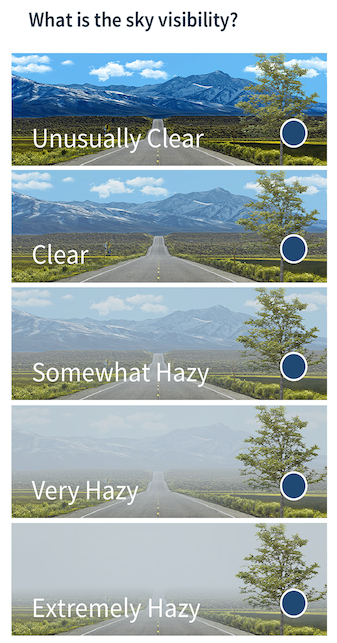 What is the sky visibility?
Unusually Clear
Clear
Somewhat Hazy
Very Hazy
Extremely Hazy